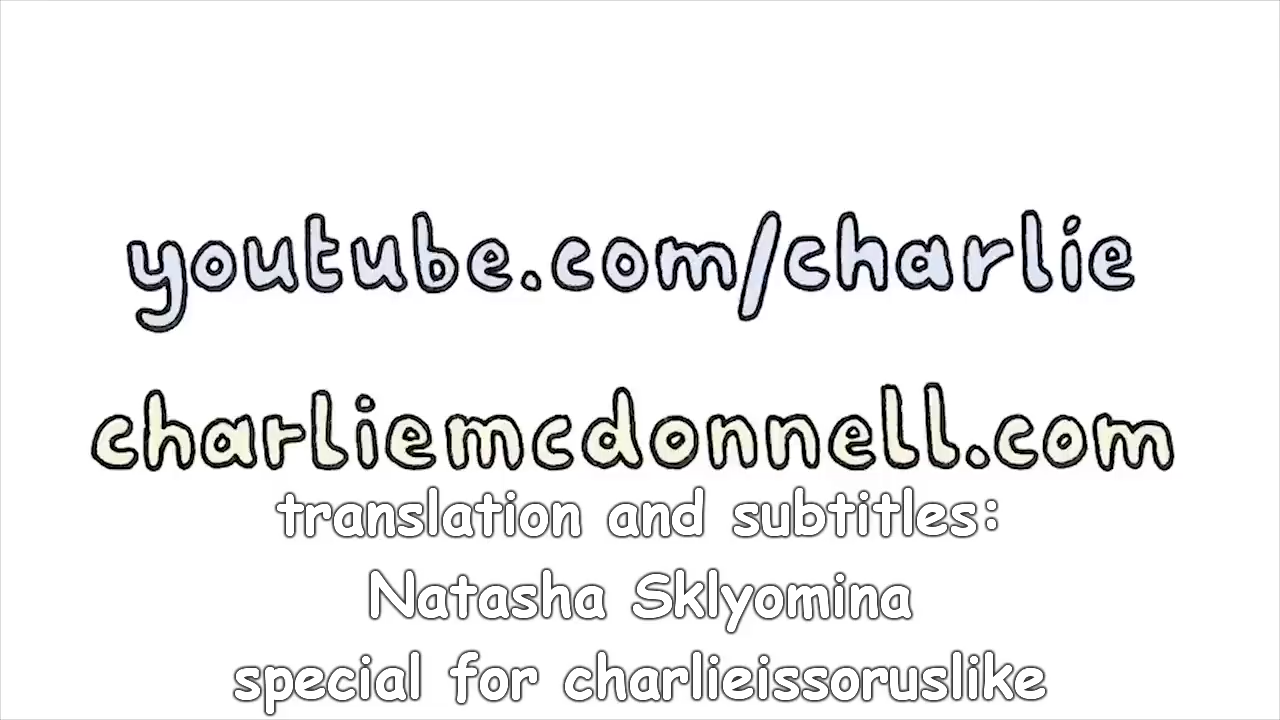 youtube.com/charlie
charliemcdonnell.com
translation and subtitles:
Natasha Sklyomina
special for charlieissoruslike